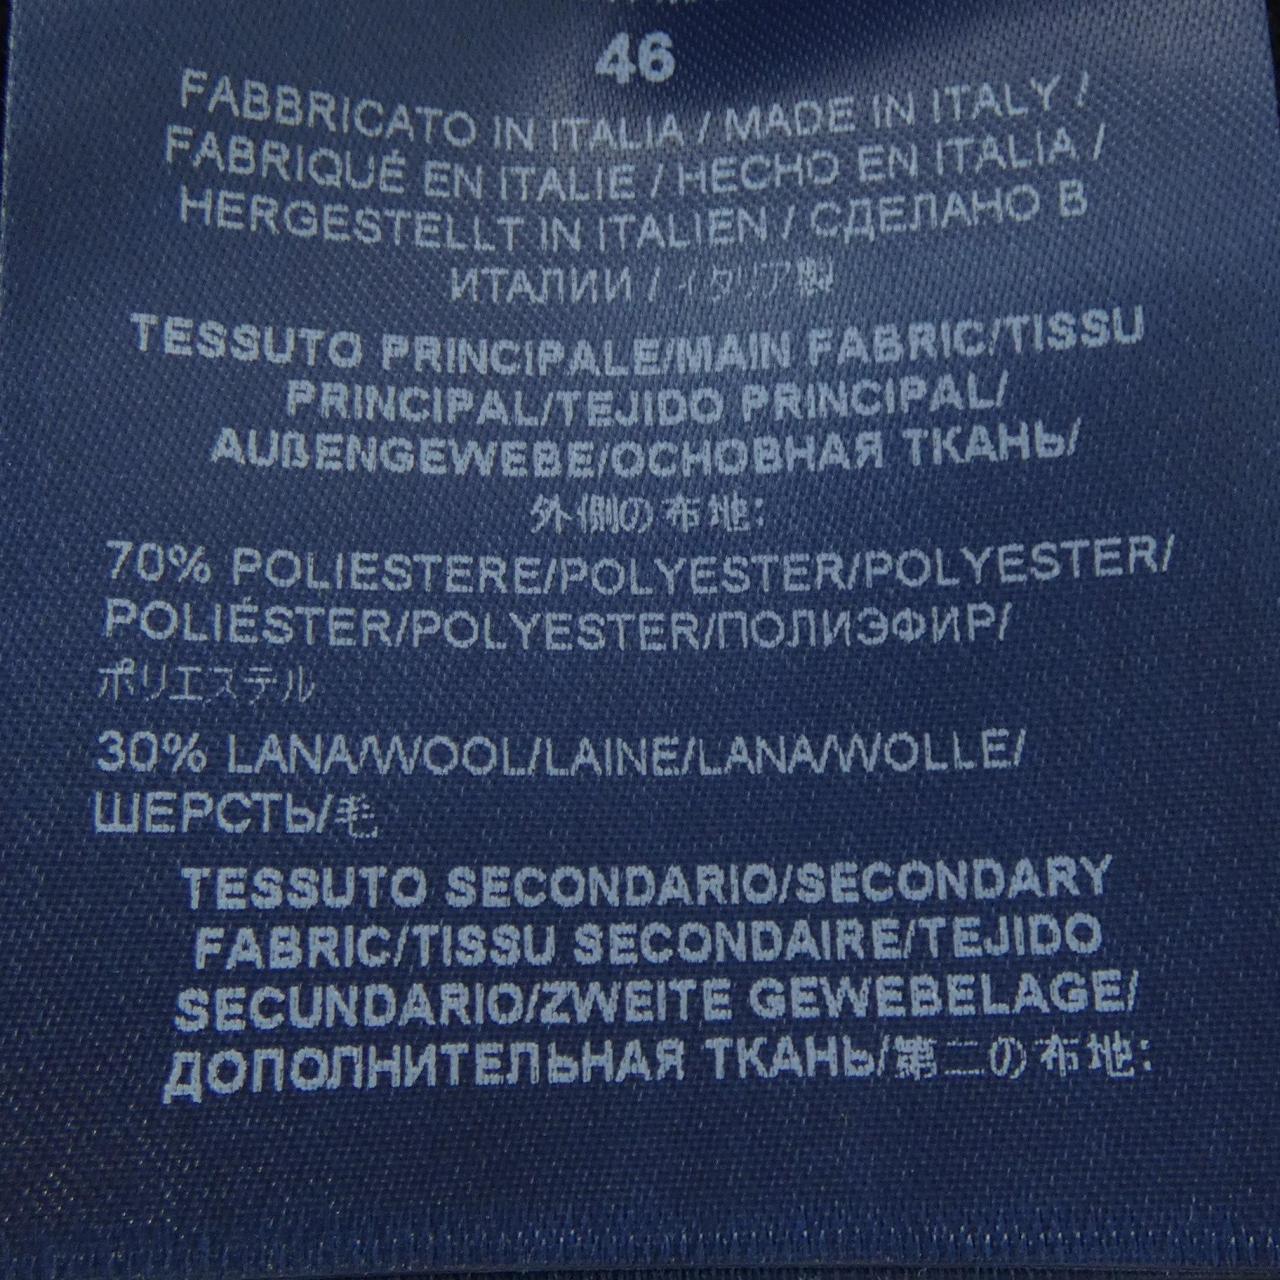 46
FABBRICATO IN ITALIA / MADE IN ITALY /
FABRIQUÉ EN ITALIE / HECHO EN ITALIA /
HERGESTELLT IN ITALIEN / СДЕЛАНО В
ИТАЛИИ / イタリア製
TESSUTO PRINCIPALE/MAIN FABRIC/TISSU
PRINCIPAL/TEJIDO PRINCIPAL/
AUßENGEWEBE/ОСНОВНАЯ ТКАНЬ/
外側の布地:
70% POLIESTERE/POLYESTER/POLYESTER/
POLIÉSTER/POLYESTER/ПОЛИЭФИР/
ポリエステル
30% LANA/WOOL/LAINE/LANA/WOLLE/
ШЕРСТЬ/毛
TESSUTO SECONDARIO/SECONDARY
FABRIC/TISSU SECONDAIRE/TEJIDO
SECUNDARIO/ZWEITE GEWEBELAGE/
ДОПОЛНИТЕЛЬНАЯ ТКАНЬ/第二の布地: